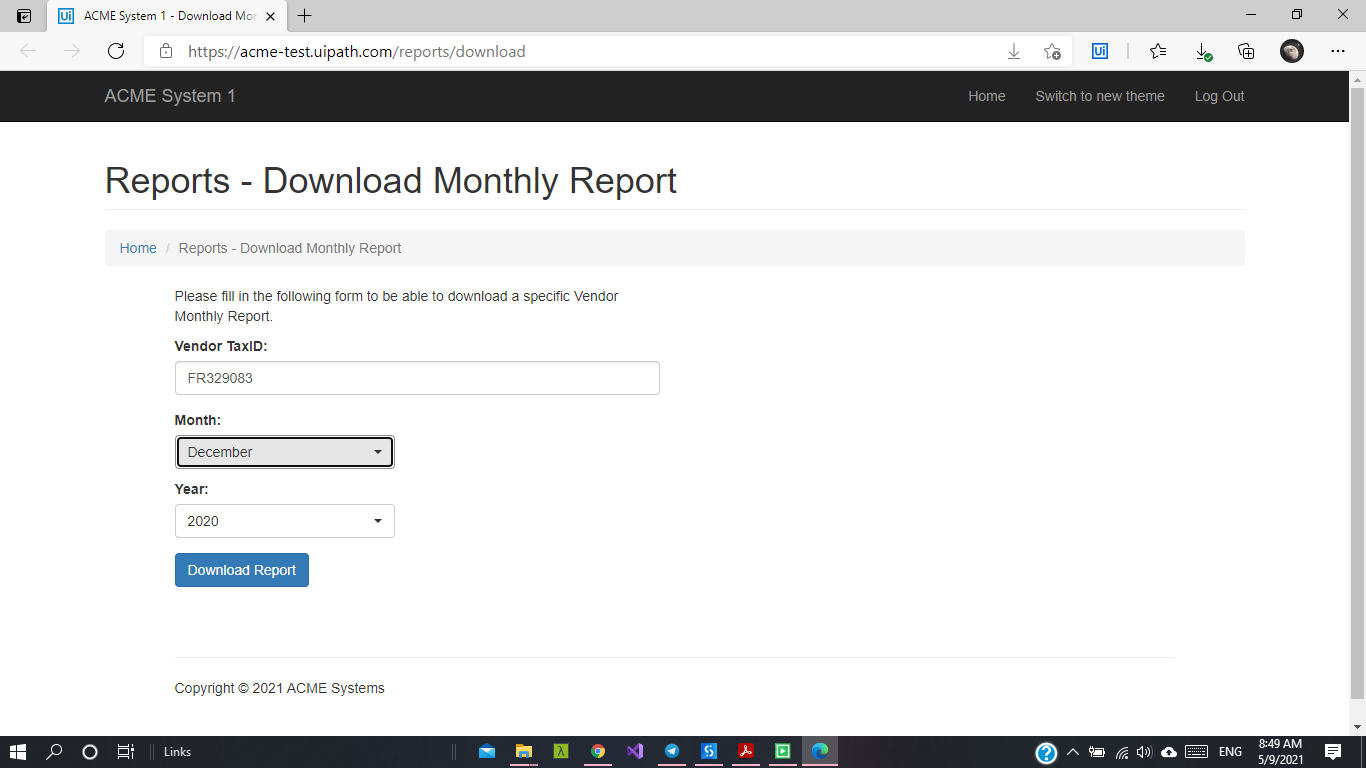 Ui ACME System 1 - Download Mor
https://acme-test.uipath.com/reports/download
Ui
ACME System 1
Home
Switch to new theme
Log Out
Reports - Download Monthly Report
Home / Reports - Download Monthly Report
Please fill in the following form to be able to download a specific Vendor
Monthly Report.
Vendor TaxID:
FR329083
Month:
December
Year:
2020
Download Report
Copyright © 2021 ACME Systems
Links
λ
S
?
ENG
8:49 AM
5/9/2021